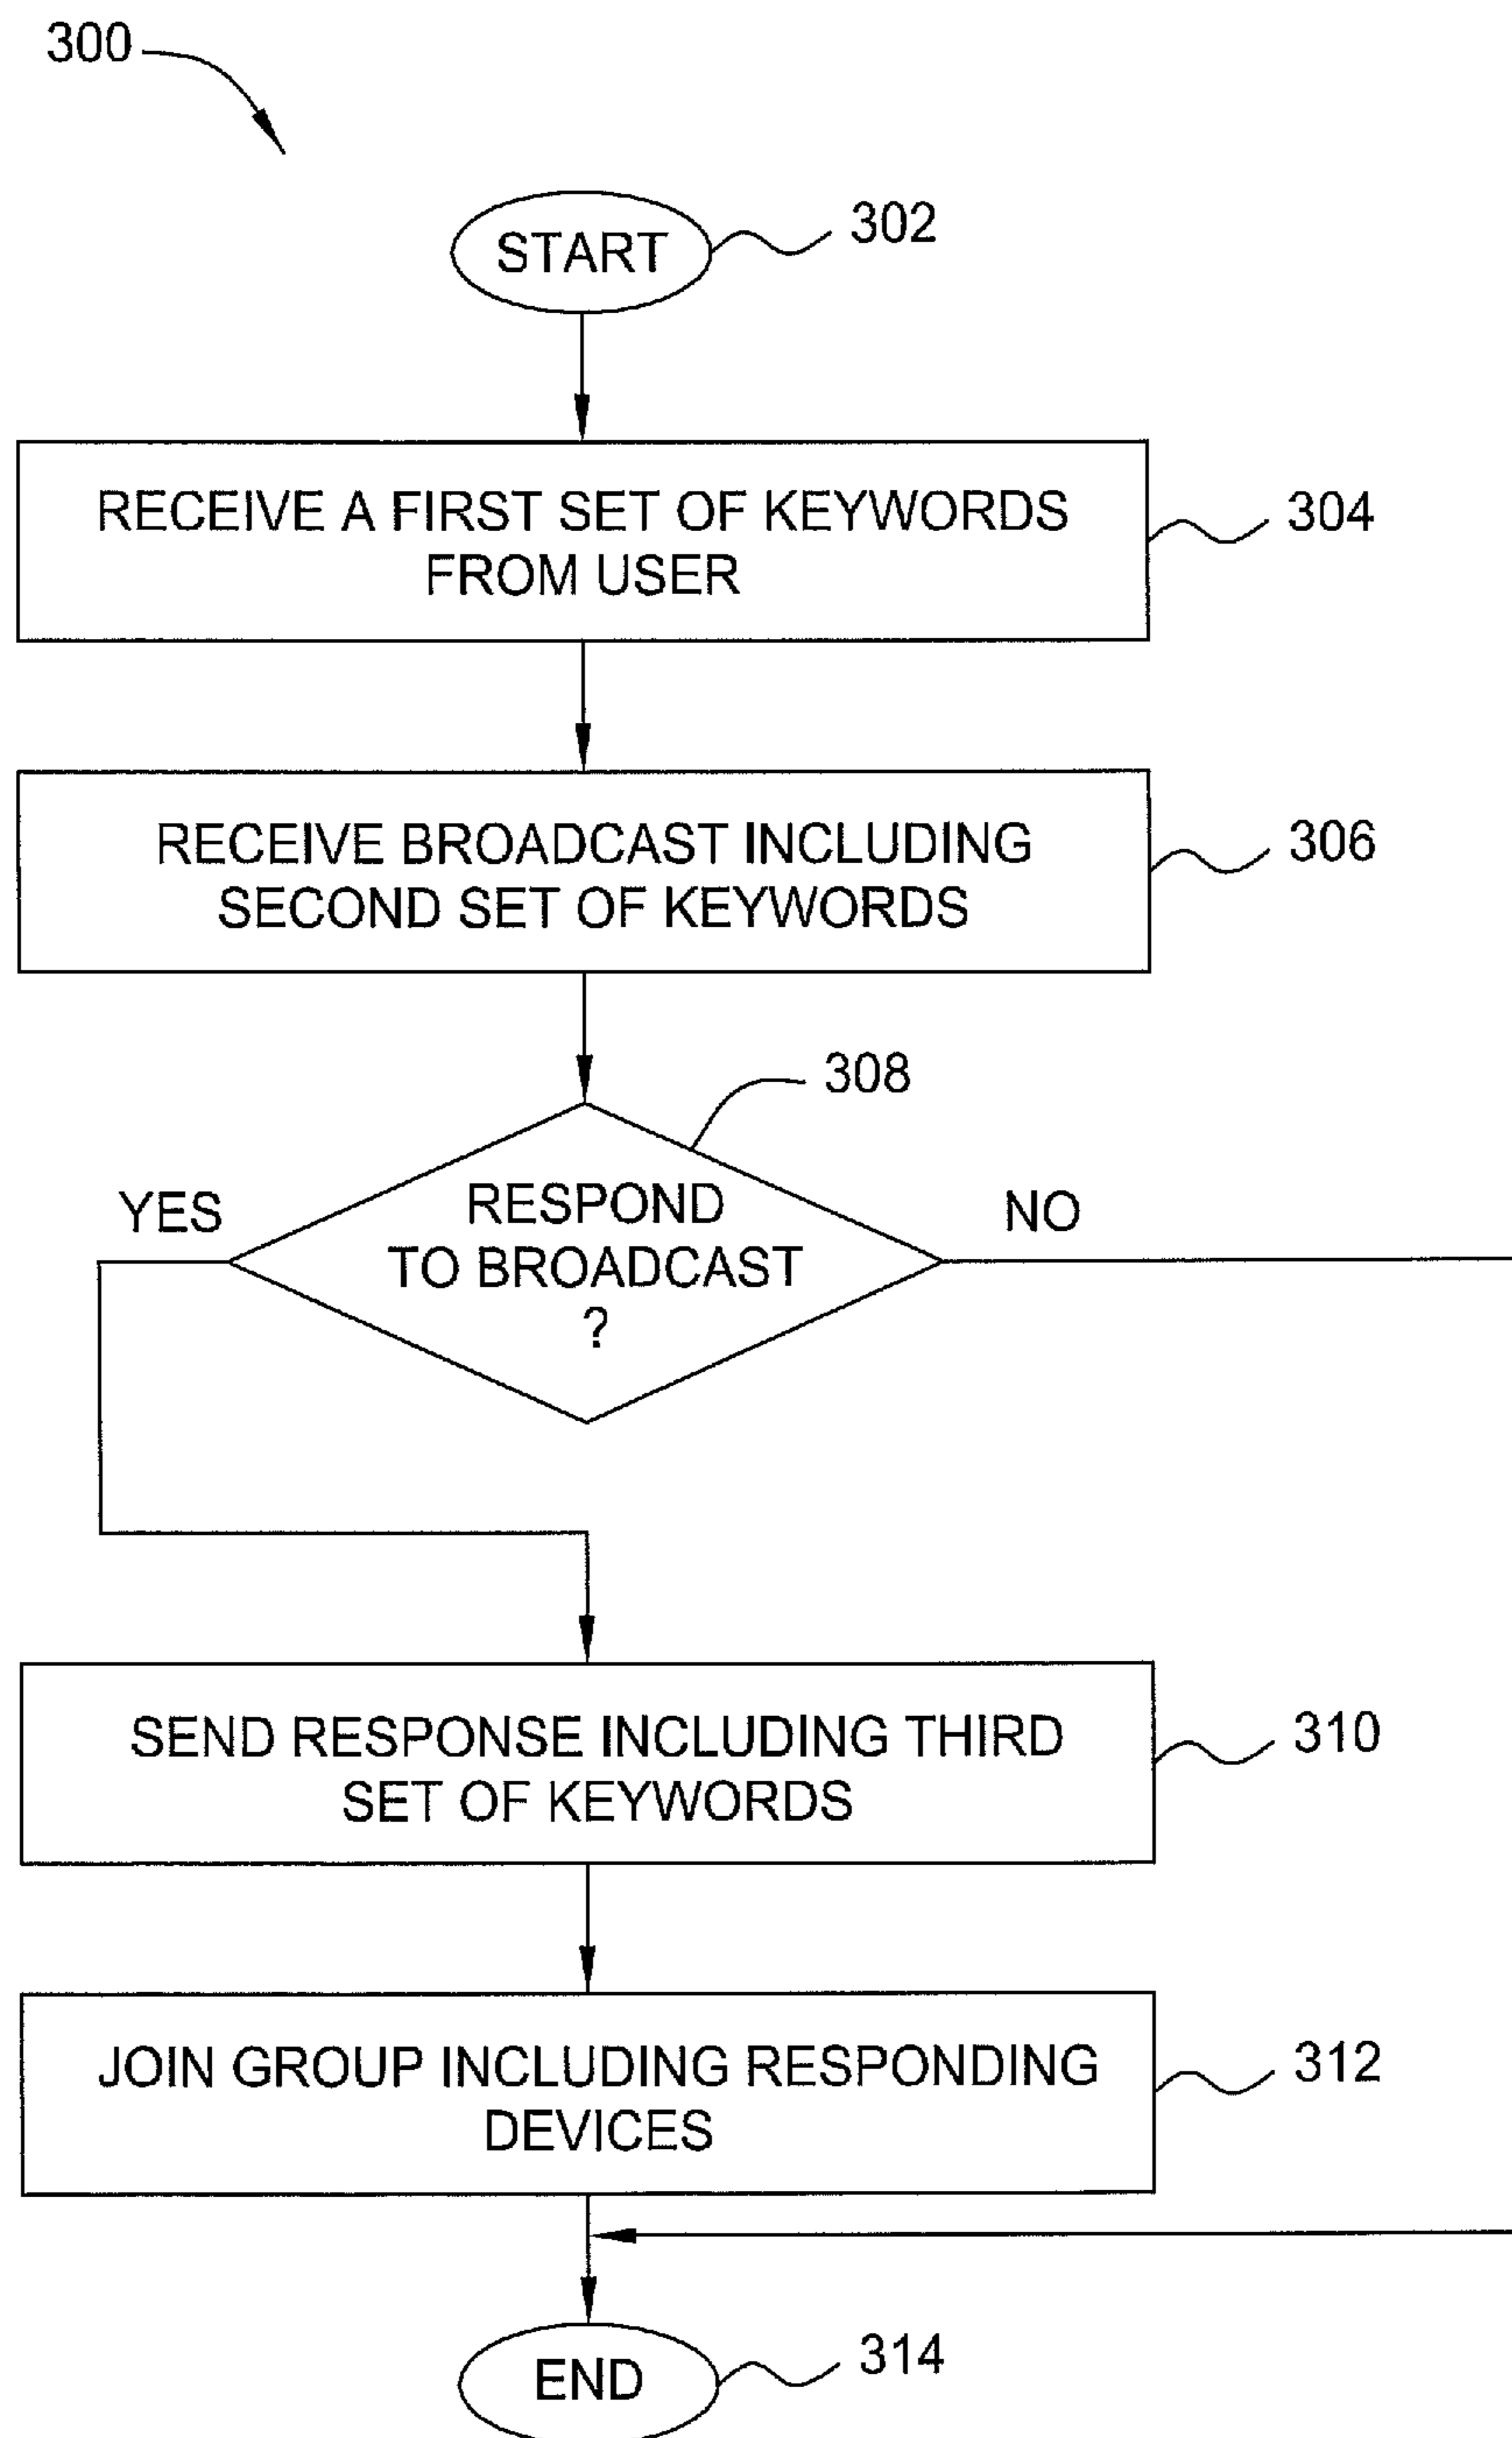 300
START
302
RECEIVE A FIRST SET OF KEYWORDS
FROM USER
304
RECEIVE BROADCAST INCLUDING
SECOND SET OF KEYWORDS
306
308
YES
RESPOND
TO BROADCAST
?
NO
SEND RESPONSE INCLUDING THIRD
SET OF KEYWORDS
310
JOIN GROUP INCLUDING RESPONDING
DEVICES
312
END
314